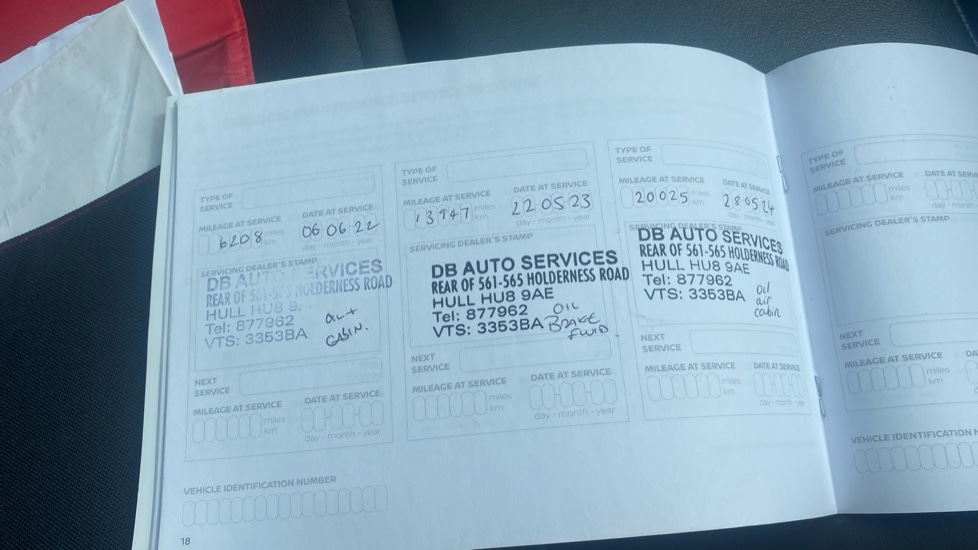 TYPE OF
SERVICE
MILEAGE AT SERVICE
DATE AT SERVICE
6208 miles
km
06 06 22
day - month - year
SERVICING DEALER'S STAMP
DB AUTO SERVICES
REAR OF 561-565 HOLDERNESS ROAD
HULL HU8 9
Tel: 877962
VTS: 3353BA
OIL +
CABIN.
NEXT
SERVICE
MILEAGE AT SERVICE
DATE AT SERVICE
miles
km
day - month - year
VEHICLE IDENTIFICATION NUMBER
18
TYPE OF
SERVICE
MILEAGE AT SERVICE
DATE AT SERVICE
13947 miles
km
22 05 23
day - month - year
SERVICING DEALER'S STAMP
DB AUTO SERVICES
REAR OF 561-565 HOLDERNESS ROAD
HULL HU8 9AE
Tel: 877962
VTS: 3353BA
OIL
BRAKE
FLUID.
NEXT
SERVICE
MILEAGE AT SERVICE
DATE AT SERVICE
miles
km
day - month - year
TYPE OF
SERVICE
MILEAGE AT SERVICE
DATE AT SERVICE
20025 miles
km
28 05 24
day - month - year
SERVICING DEALER'S STAMP
DB AUTO SERVICES
REAR OF 561-565 HOLDERNESS ROAD
HULL HU8 9AE
Tel: 877962
VTS: 3353BA
oil
air
cabin
NEXT
SERVICE
MILEAGE AT SERVICE
DATE AT SERVICE
miles
km
day - month - year
TYPE OF
SERVICE
MILEAGE AT SERVICE
miles
km
SERVICING DEALER'S STAMP
NEXT
SERVICE
MILEAGE AT SERVICE
miles
km
VEHICLE IDENTIFICATION